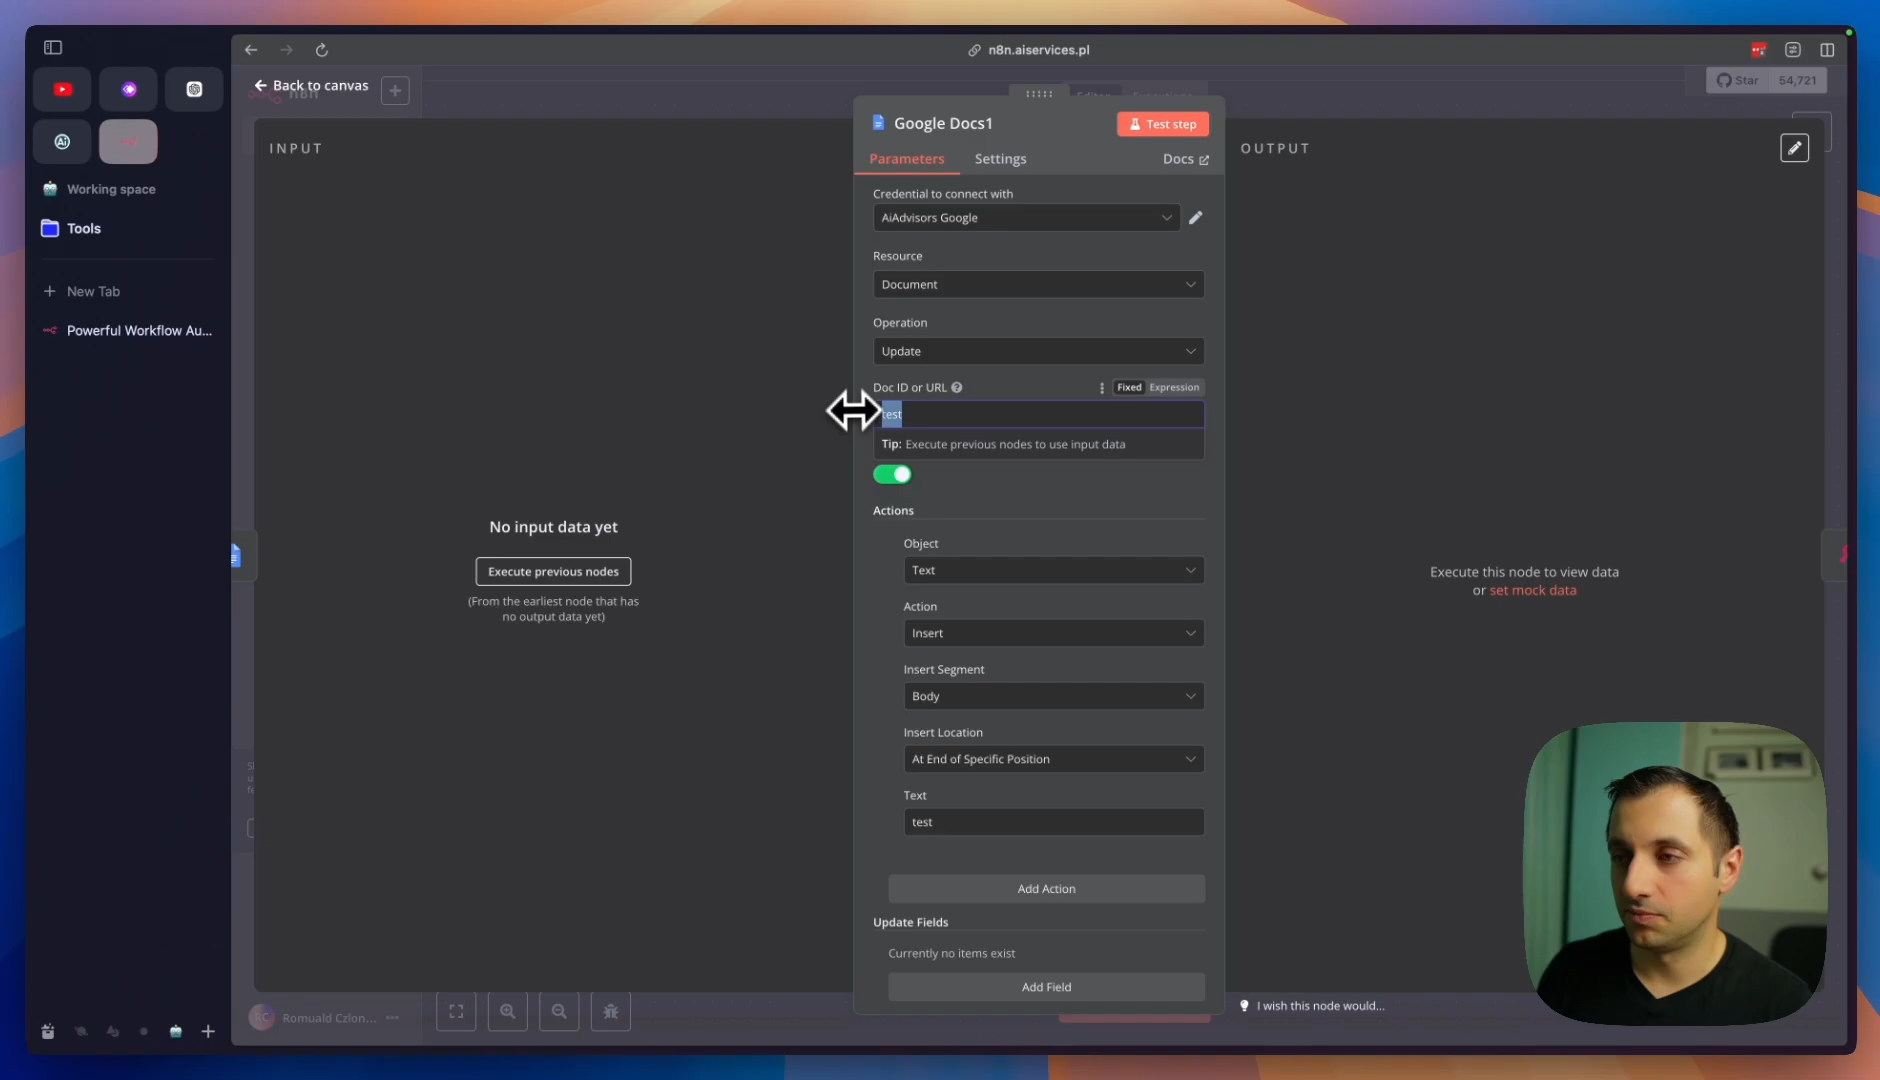 n8n.aiservices.pl
Back to canvas
Star 54,721
Working space
Tools
New Tab
Powerful Workflow Au...
INPUT
No input data yet
Execute previous nodes
(From the earliest node that has
no output data yet)
Google Docs1
Test step
Parameters
Settings
Docs
Credential to connect with
AiAdvisors Google
Resource
Document
Operation
Update
Doc ID or URL
Fixed Expression
test
Tip: Execute previous nodes to use input data
Actions
Object
Text
Action
Insert
Insert Segment
Body
Insert Location
At End of Specific Position
Text
test
Add Action
Update Fields
Currently no items exist
Add Field
OUTPUT
Execute this node to view data
or set mock data
I wish this node would...
RC Romuald Czlon...